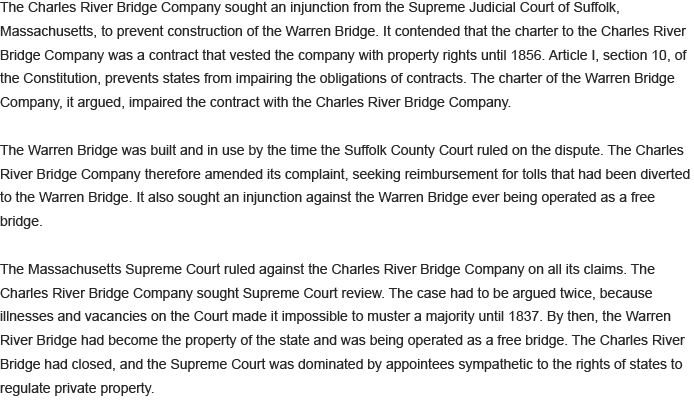 The Charles River Bridge Company sought an injunction from the Supreme Judicial Court of Suffolk,
Massachusetts, to prevent construction of the Warren Bridge. It contended that the charter to the Charles River
Bridge Company was a contract that vested the company with property rights until 1856. Article I, section 10, of
the Constitution, prevents states from impairing the obligations of contracts. The charter of the Warren Bridge
Company, it argued, impaired the contract with the Charles River Bridge Company.
The Warren Bridge was built and in use by the time the Suffolk County Court ruled on the dispute. The Charles
River Bridge Company therefore amended its complaint, seeking reimbursement for tolls that had been diverted
to the Warren Bridge. It also sought an injunction against the Warren Bridge ever being operated as a free
bridge.
The Massachusetts Supreme Court ruled against the Charles River Bridge Company on all its claims. The
Charles River Bridge Company sought Supreme Court review. The case had to be argued twice, because
illnesses and vacancies on the Court made it impossible to muster a majority until 1837. By then, the Warren
River Bridge had become the property of the state and was being operated as a free bridge. The Charles River
Bridge had closed, and the Supreme Court was dominated by appointees sympathetic to the rights of states to
regulate private property.